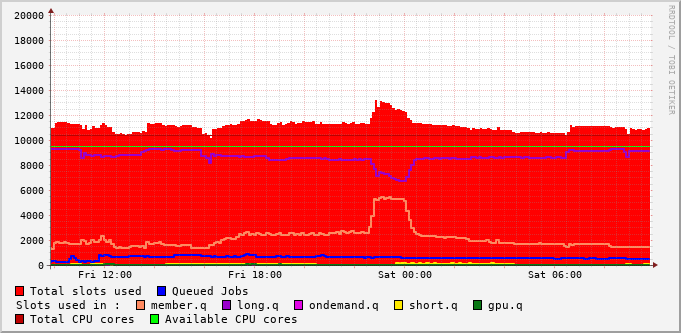 RRDTOOL / TOBI OETIKER
20000
18000
16000
14000
12000
10000
8000
6000
4000
2000
0
Fri 12:00 Fri 18:00 Sat 00:00 Sat 06:00
Total slots used Queued Jobs
Slots used in : member.q long.q ondemand.q short.q gpu.q
Total CPU cores Available CPU cores